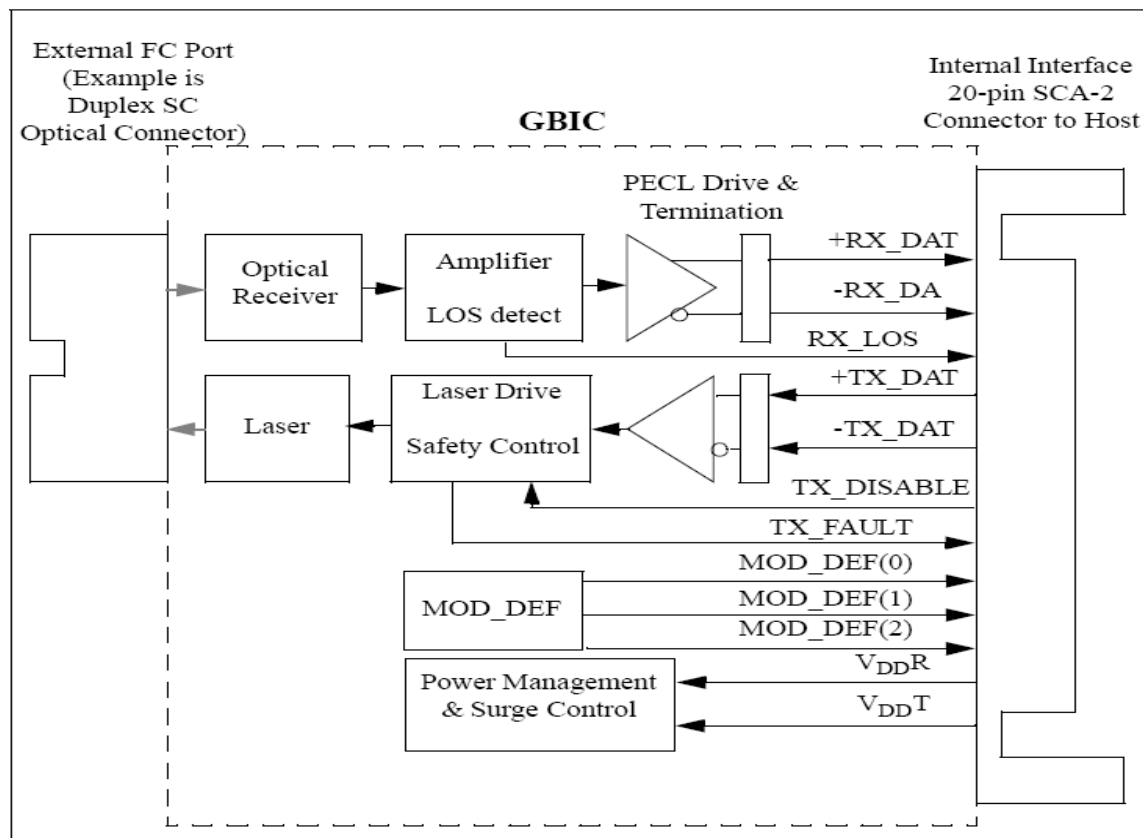 External FC Port
(Example is
Duplex SC
Optical Connector)
GBIC
Internal Interface
20-pin SCA-2
Connector to Host
PECL Drive &
Termination
Optical
Receiver
Amplifier
LOS detect
+RX_DAT
-RX_DA
RX_LOS
Laser
Laser Drive
Safety Control
+TX_DAT
-TX_DAT
TX_DISABLE
TX_FAULT
MOD_DEF
MOD_DEF(0)
MOD_DEF(1)
MOD_DEF(2)
Power Management
& Surge Control
VDDR
VDDT